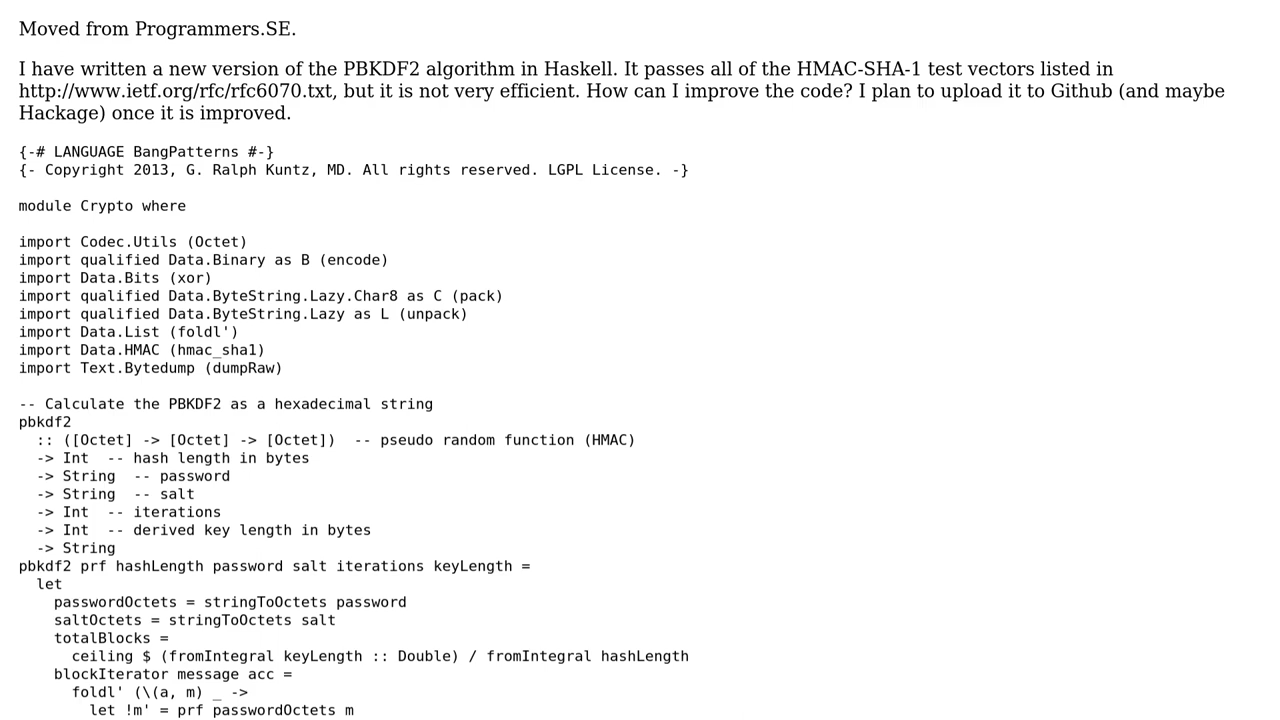 Moved from Programmers.SE.
I have written a new version of the PBKDF2 algorithm in Haskell. It passes all of the HMAC-SHA-1 test vectors listed in
http://www.ietf.org/rfc/rfc6070.txt, but it is not very efficient. How can I improve the code? I plan to upload it to Github (and maybe
Hackage) once it is improved.
{-# LANGUAGE BangPatterns #-}
{- Copyright 2013, G. Ralph Kuntz, MD. All rights reserved. LGPL License. -}
module Crypto where
import Codec.Utils (Octet)
import qualified Data.Binary as B (encode)
import Data.Bits (xor)
import qualified Data.ByteString.Lazy.Char8 as C (pack)
import qualified Data.ByteString.Lazy as L (unpack)
import Data.List (foldl')
import Data.HMAC (hmac_sha1)
import Text.Bytedump (dumpRaw)
-- Calculate the PBKDF2 as a hexadecimal string
pbkdf2
  :: ([Octet] -> [Octet] -> [Octet])  -- pseudo random function (HMAC)
  -> Int  -- hash length in bytes
  -> String  -- password
  -> String  -- salt
  -> Int  -- iterations
  -> Int  -- derived key length in bytes
  -> String
pbkdf2 prf hashLength password salt iterations keyLength =
  let
    passwordOctets = stringToOctets password
    saltOctets = stringToOctets salt
    totalBlocks =
      ceiling $ (fromIntegral keyLength :: Double) / fromIntegral hashLength
    blockIterator message acc =
      foldl' (\(a, m) _ ->
        let !m' = prf passwordOctets m